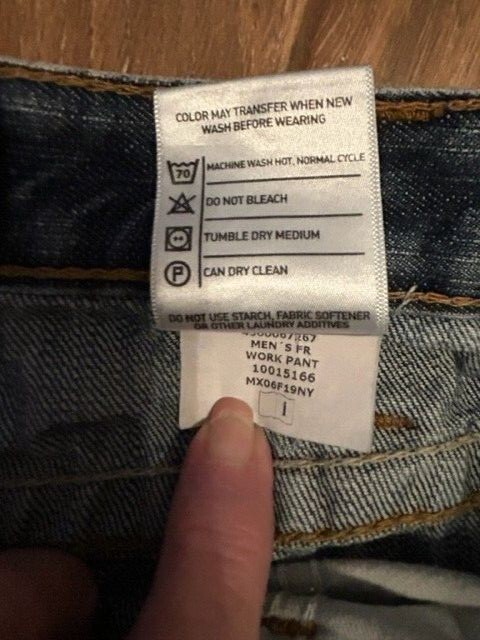 COLOR MAY TRANSFER WHEN NEW
WASH BEFORE WEARING
70
MACHINE WASH HOT, NORMAL CYCLE
DO NOT BLEACH
TUMBLE DRY MEDIUM
P
CAN DRY CLEAN
DO NOT USE STARCH, FABRIC SOFTENER
OR OTHER LAUNDRY ADDITIVES
MEN´S FR
WORK PANT
10015166
MX06F19NY